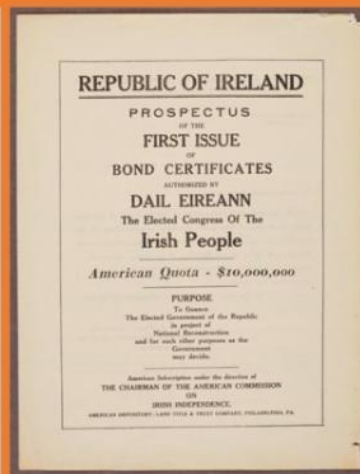 REPUBLIC OF IRELAND
PROSPECTUS
OF THE
FIRST ISSUE
OF
BOND CERTIFICATES
AUTHORIZED BY
DAIL EIREANN
The Elected Congress Of The
Irish People
American Quota - $10,000,000
PURPOSE
To finance
The Elected Government of the Republic
in project of
National Reconstruction
and for such other purposes as the
Government
may decide.
American Subscription under the direction of
THE CHAIRMAN OF THE AMERICAN COMMISSION
ON
IRISH INDEPENDENCE,
AMERICAN DEPOSITORY: LAND TITLE & TRUST COMPANY, PHILADELPHIA, PA.